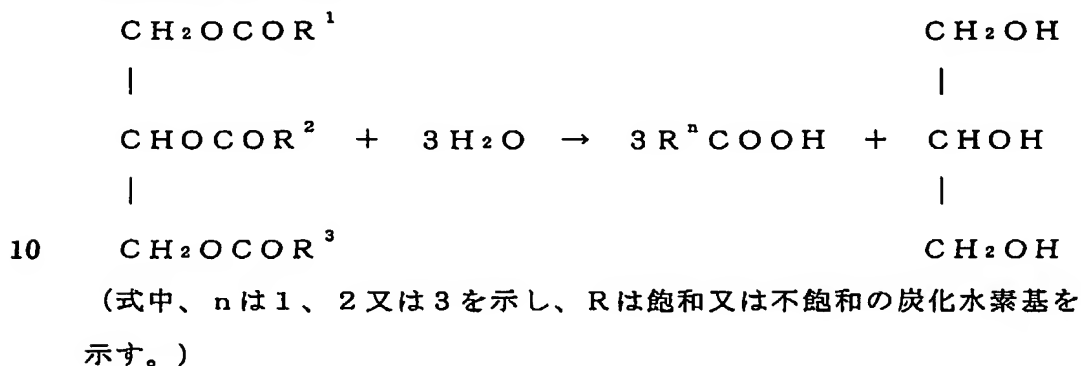 CH₂OCOR¹ CH₂OH
| |
CHOCOR² + 3H₂O → 3RⁿCOOH + CHOH
| |
10 CH₂OCOR³ CH₂OH
(式中、nは1、2又は3を示し、Rは飽和又は不飽和の炭化水素基を
示す。)